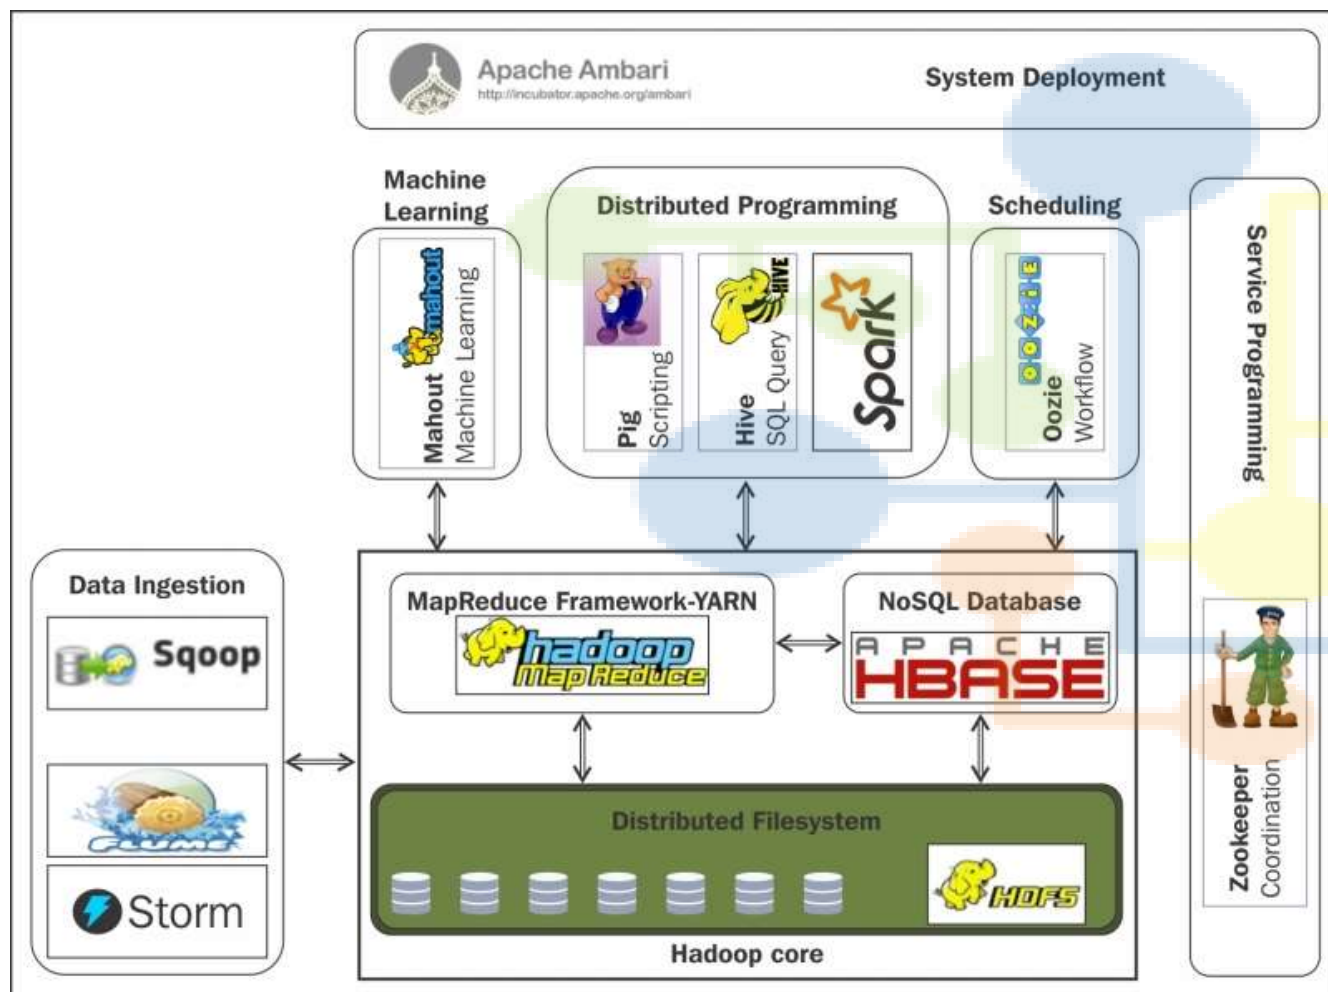 Apache Ambari
http://incubator.apache.org/ambari
System Deployment
Machine
Learning
mahout
Mahout
Machine Learning
Distributed Programming
Pig
Scripting
HIVE
Hive
SQL Query
Spark
Scheduling
OOZIE
Oozie
Workflow
Service Programming
Zookeeper
Coordination
Data Ingestion
Sqoop
FLUME
Storm
MapReduce Framework-YARN
hadoop
Map Reduce
NoSQL Database
APACHE
HBASE
Distributed Filesystem
HDFS
Hadoop core